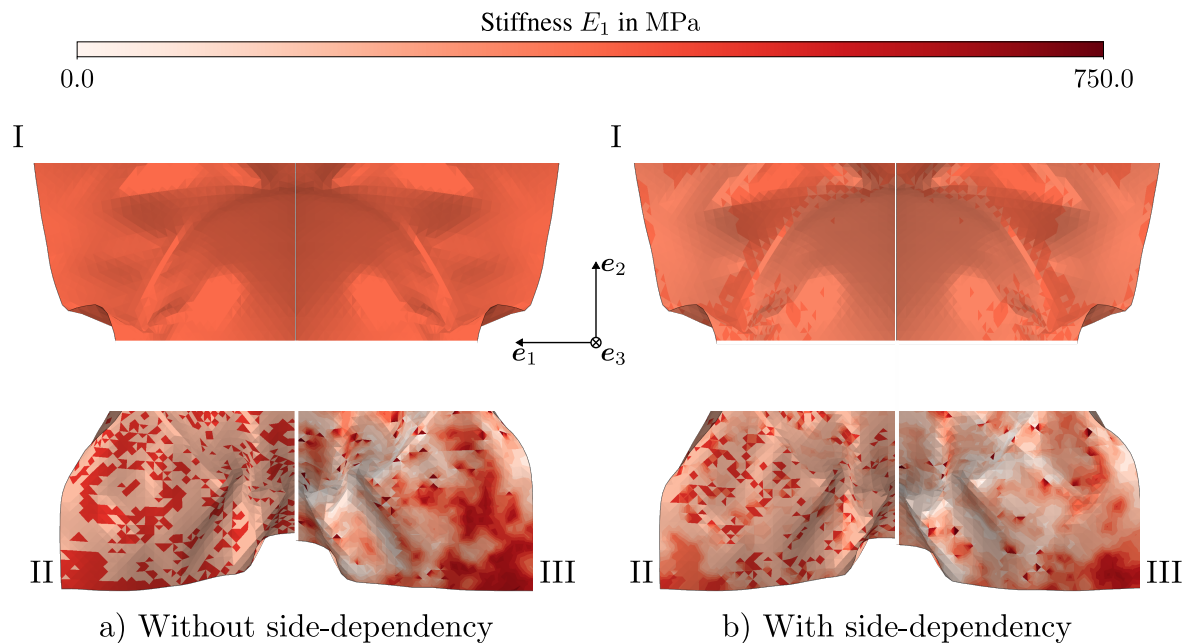 Stiffness E₁ in MPa
0.0 750.0
I I
e₂
e₁ e₃
II III II III
a) Without side-dependency b) With side-dependency